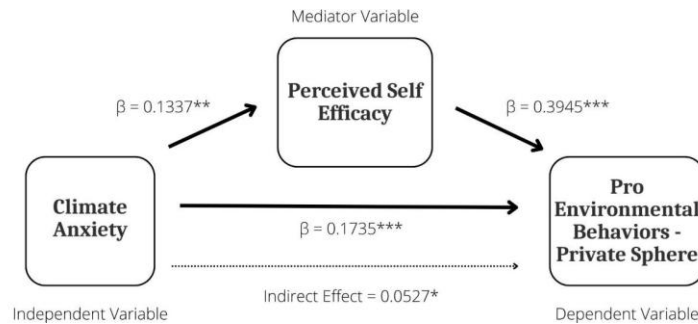 Mediator Variable
Perceived Self
Efficacy
β = 0.1337**
β = 0.3945***
Climate
Anxiety
Pro
Environmental
Behaviors -
Private Sphere
β = 0.1735***
Indirect Effect = 0.0527*
Independent Variable
Dependent Variable